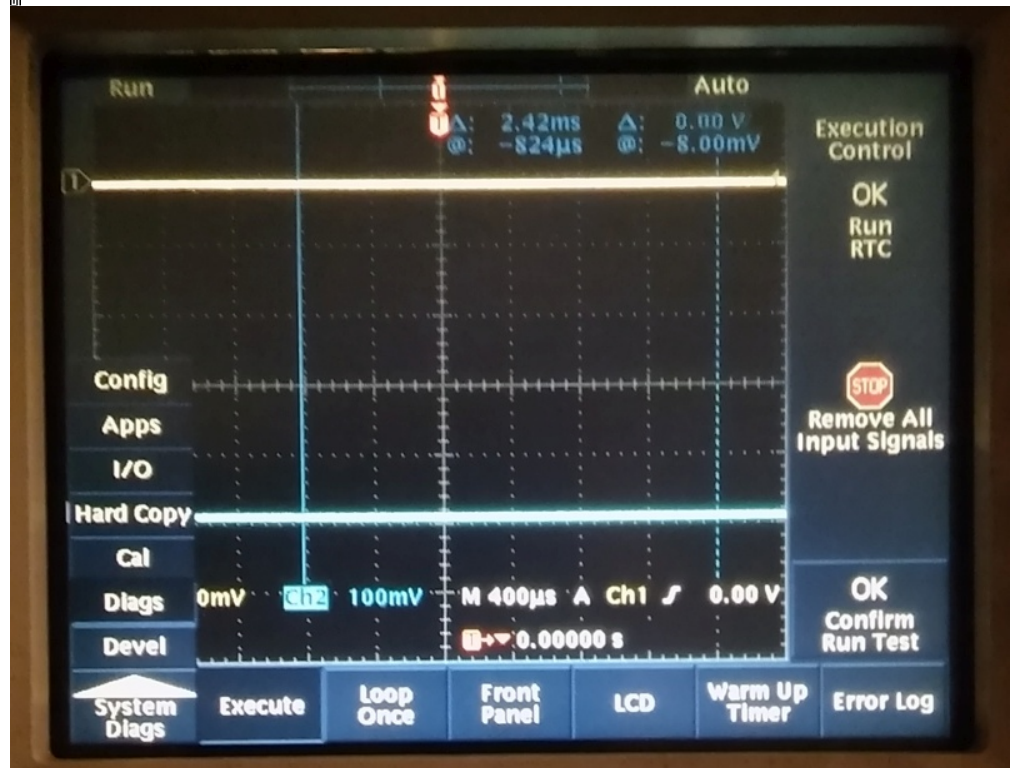 Run
Auto
Δ: 2.42ms Δ: 0.00 V
@: -824µs @: -8.00mV
1
Execution
Control
OK
Run
RTC
STOP
Remove All
Input Signals
OK
Confirm
Run Test
Config
Apps
I/O
Hard Copy
Cal
Diags
Devel
System
Diags
0mV Ch2 100mV M 400µs A Ch1 0.00 V
0.00000 s
Execute
Loop
Once
Front
Panel
LCD
Warm Up
Timer
Error Log